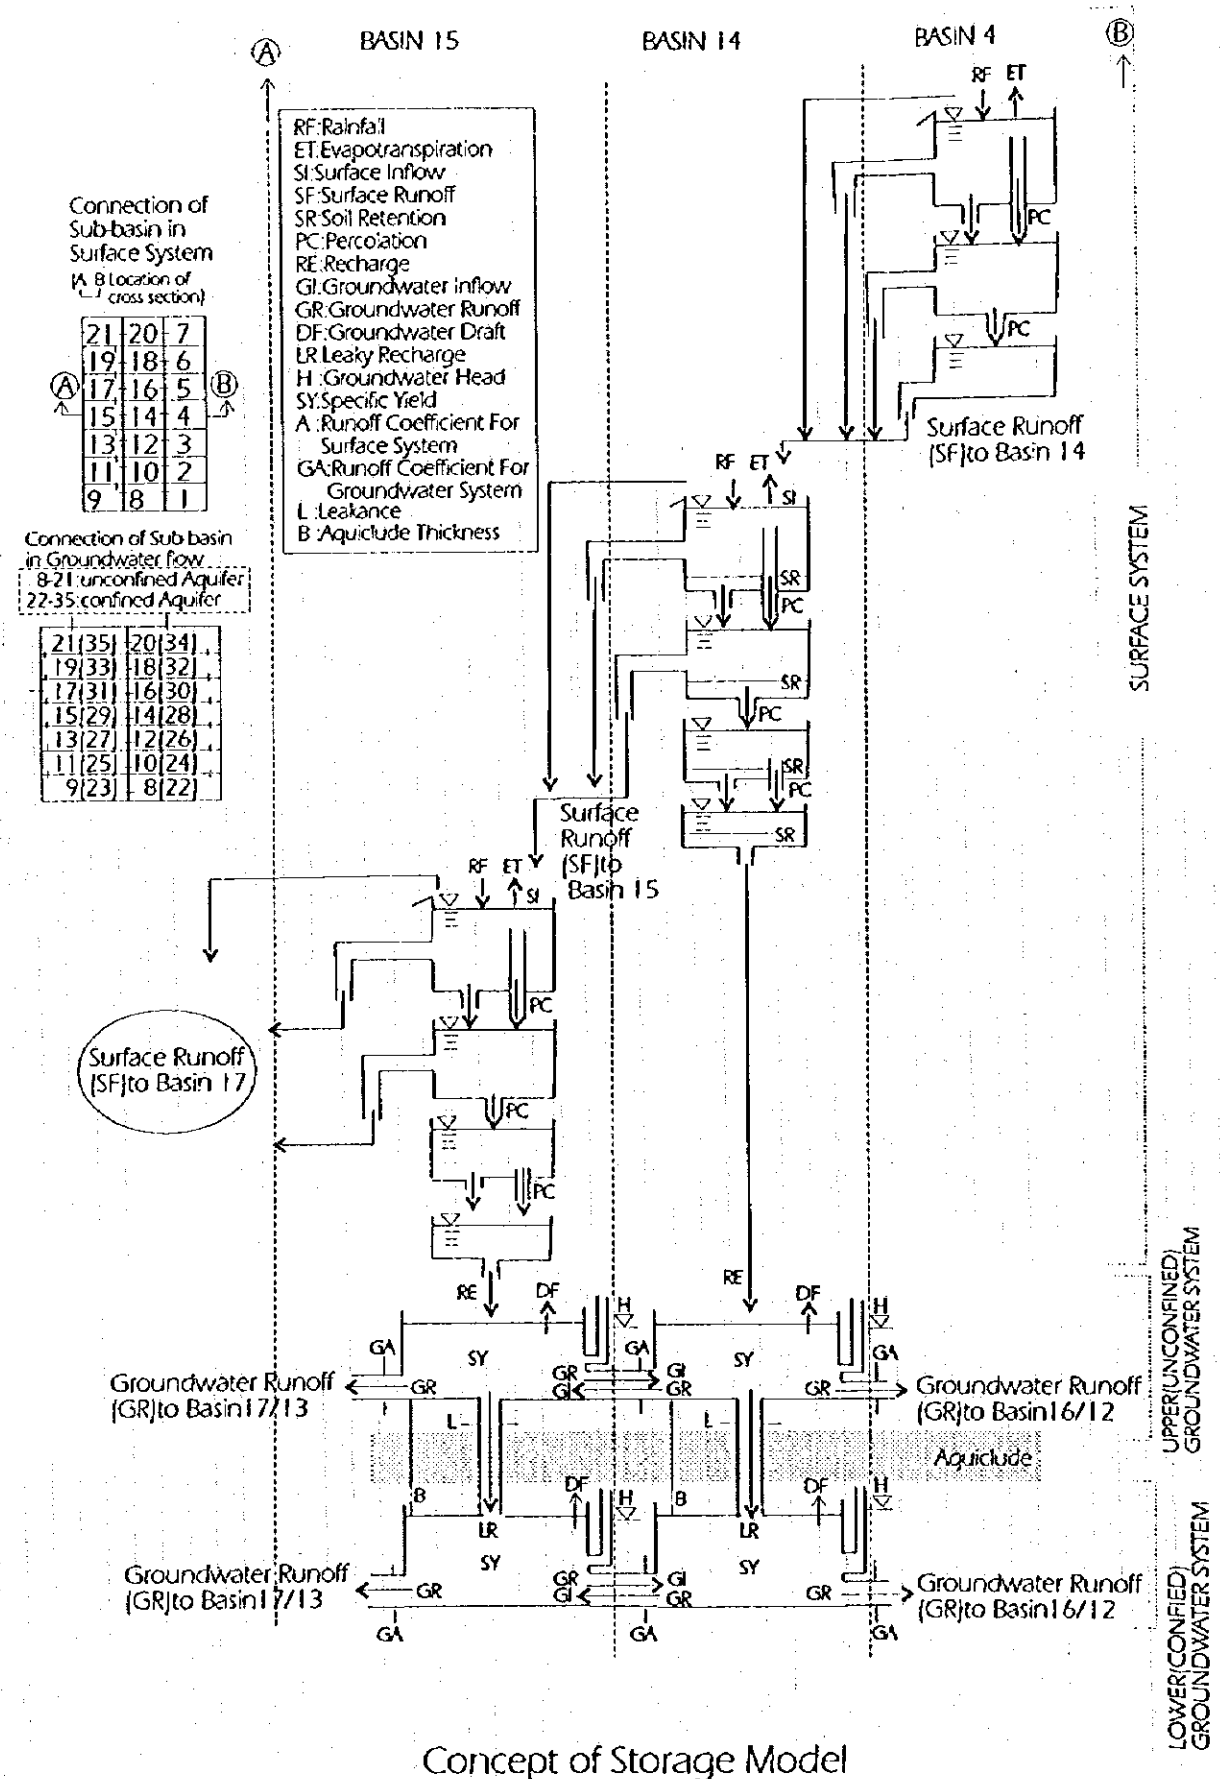 Ⓐ
BASIN 15
BASIN 14
BASIN 4
Ⓑ
RF ET
RF:Rainfall
ET:Evapotranspiration
SI:Surface Inflow
SF:Surface Runoff
SR:Soil Retention
PC:Percolation
RE:Recharge
GI:Groundwater Inflow
GR:Groundwater Runoff
DF:Groundwater Draft
LR:Leaky Recharge
H :Groundwater Head
SY:Specific Yield
A :Runoff Coefficient For
Surface System
GA:Runoff Coefficient For
Groundwater System
L :Leakance
B :Aquiclude Thickness
Connection of
Sub-basin in
Surface System
(A B Location of
cross section)
21 20 7
19 18 6
Ⓐ 17 16 5 Ⓑ
15 14 4
13 12 3
11 10 2
9 8 1
Connection of Sub basin
in Groundwater flow
8-21:unconfined Aquifer
22-35:confined Aquifer
21(35) 20(34)
19(33) 18(32)
17(31) 16(30)
15(29) 14(28)
13(27) 12(26)
11(25) 10(24)
9(23) 8(22)
PC
PC
Surface Runoff
(SF)to Basin 14
RF ET
SI
SR
PC
SR
PC
SR
PC
SR
Surface
Runoff
(SF)to
Basin 15
RF ET
SI
PC
PC
PC
Surface Runoff
(SF)to Basin 17
SURFACE SYSTEM
RE DF H
RE DF H
GA SY GA SY GA
GR GI
GR GI GR GR
Groundwater Runoff
(GR)to Basin17/13
Groundwater Runoff
(GR)to Basin16/12
L L
Aquiclude
UPPER(UNCONFINED)
GROUNDWATER SYSTEM
B DF H
B DF H
LR LR
SY SY
GR GI
GR GI GR GR
Groundwater Runoff
(GR)to Basin17/13
Groundwater Runoff
(GR)to Basin16/12
GA GA GA
LOWER(CONFIED)
GROUNDWATER SYSTEM
Concept of Storage Model